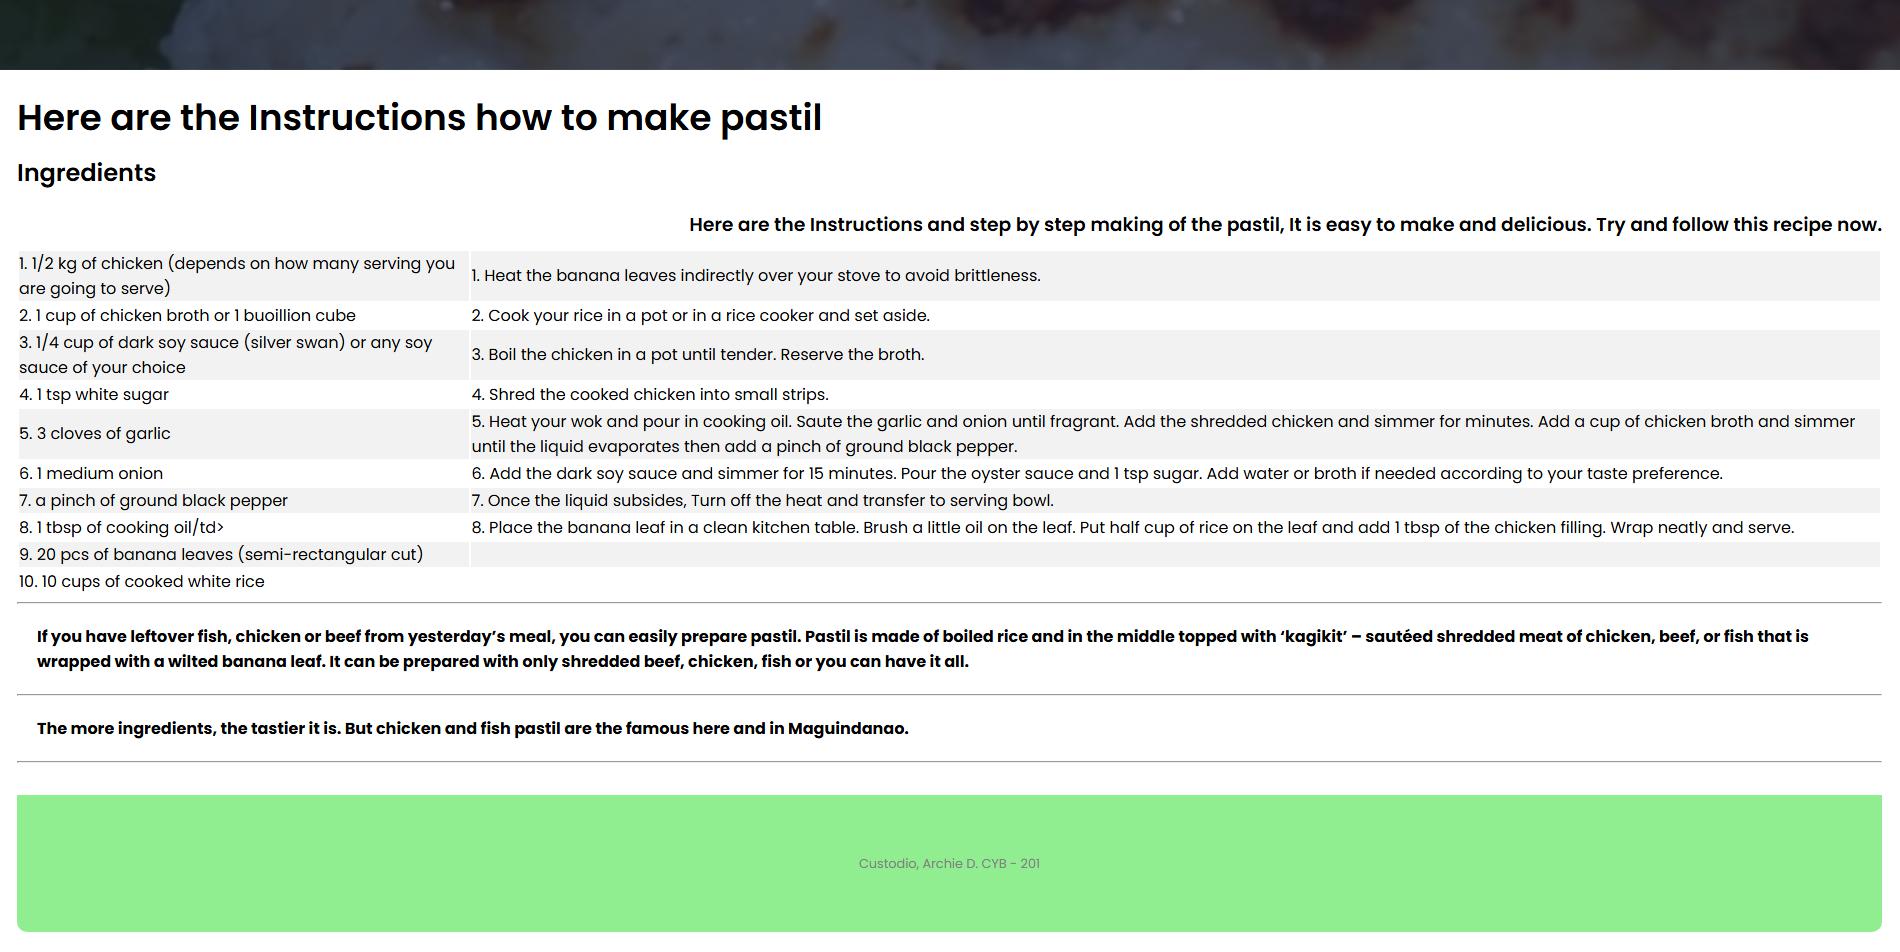 Here are the Instructions how to make pastil
Ingredients
Here are the Instructions and step by step making of the pastil, It is easy to make and delicious. Try and follow this recipe now.
1. 1/2 kg of chicken (depends on how many serving you
are going to serve)
1. Heat the banana leaves indirectly over your stove to avoid brittleness.
2. 1 cup of chicken broth or 1 buoillion cube
2. Cook your rice in a pot or in a rice cooker and set aside.
3. 1/4 cup of dark soy sauce (silver swan) or any soy
sauce of your choice
3. Boil the chicken in a pot until tender. Reserve the broth.
4. 1 tsp white sugar
4. Shred the cooked chicken into small strips.
5. 3 cloves of garlic
5. Heat your wok and pour in cooking oil. Saute the garlic and onion until fragrant. Add the shredded chicken and simmer for minutes. Add a cup of chicken broth and simmer
until the liquid evaporates then add a pinch of ground black pepper.
6. 1 medium onion
6. Add the dark soy sauce and simmer for 15 minutes. Pour the oyster sauce and 1 tsp sugar. Add water or broth if needed according to your taste preference.
7. a pinch of ground black pepper
7. Once the liquid subsides, Turn off the heat and transfer to serving bowl.
8. 1 tbsp of cooking oil/td>
8. Place the banana leaf in a clean kitchen table. Brush a little oil on the leaf. Put half cup of rice on the leaf and add 1 tbsp of the chicken filling. Wrap neatly and serve.
9. 20 pcs of banana leaves (semi-rectangular cut)
10. 10 cups of cooked white rice
If you have leftover fish, chicken or beef from yesterday’s meal, you can easily prepare pastil. Pastil is made of boiled rice and in the middle topped with ‘kagikit’ – sautéed shredded meat of chicken, beef, or fish that is
wrapped with a wilted banana leaf. It can be prepared with only shredded beef, chicken, fish or you can have it all.
The more ingredients, the tastier it is. But chicken and fish pastil are the famous here and in Maguindanao.
Custodio, Archie D. CYB - 201